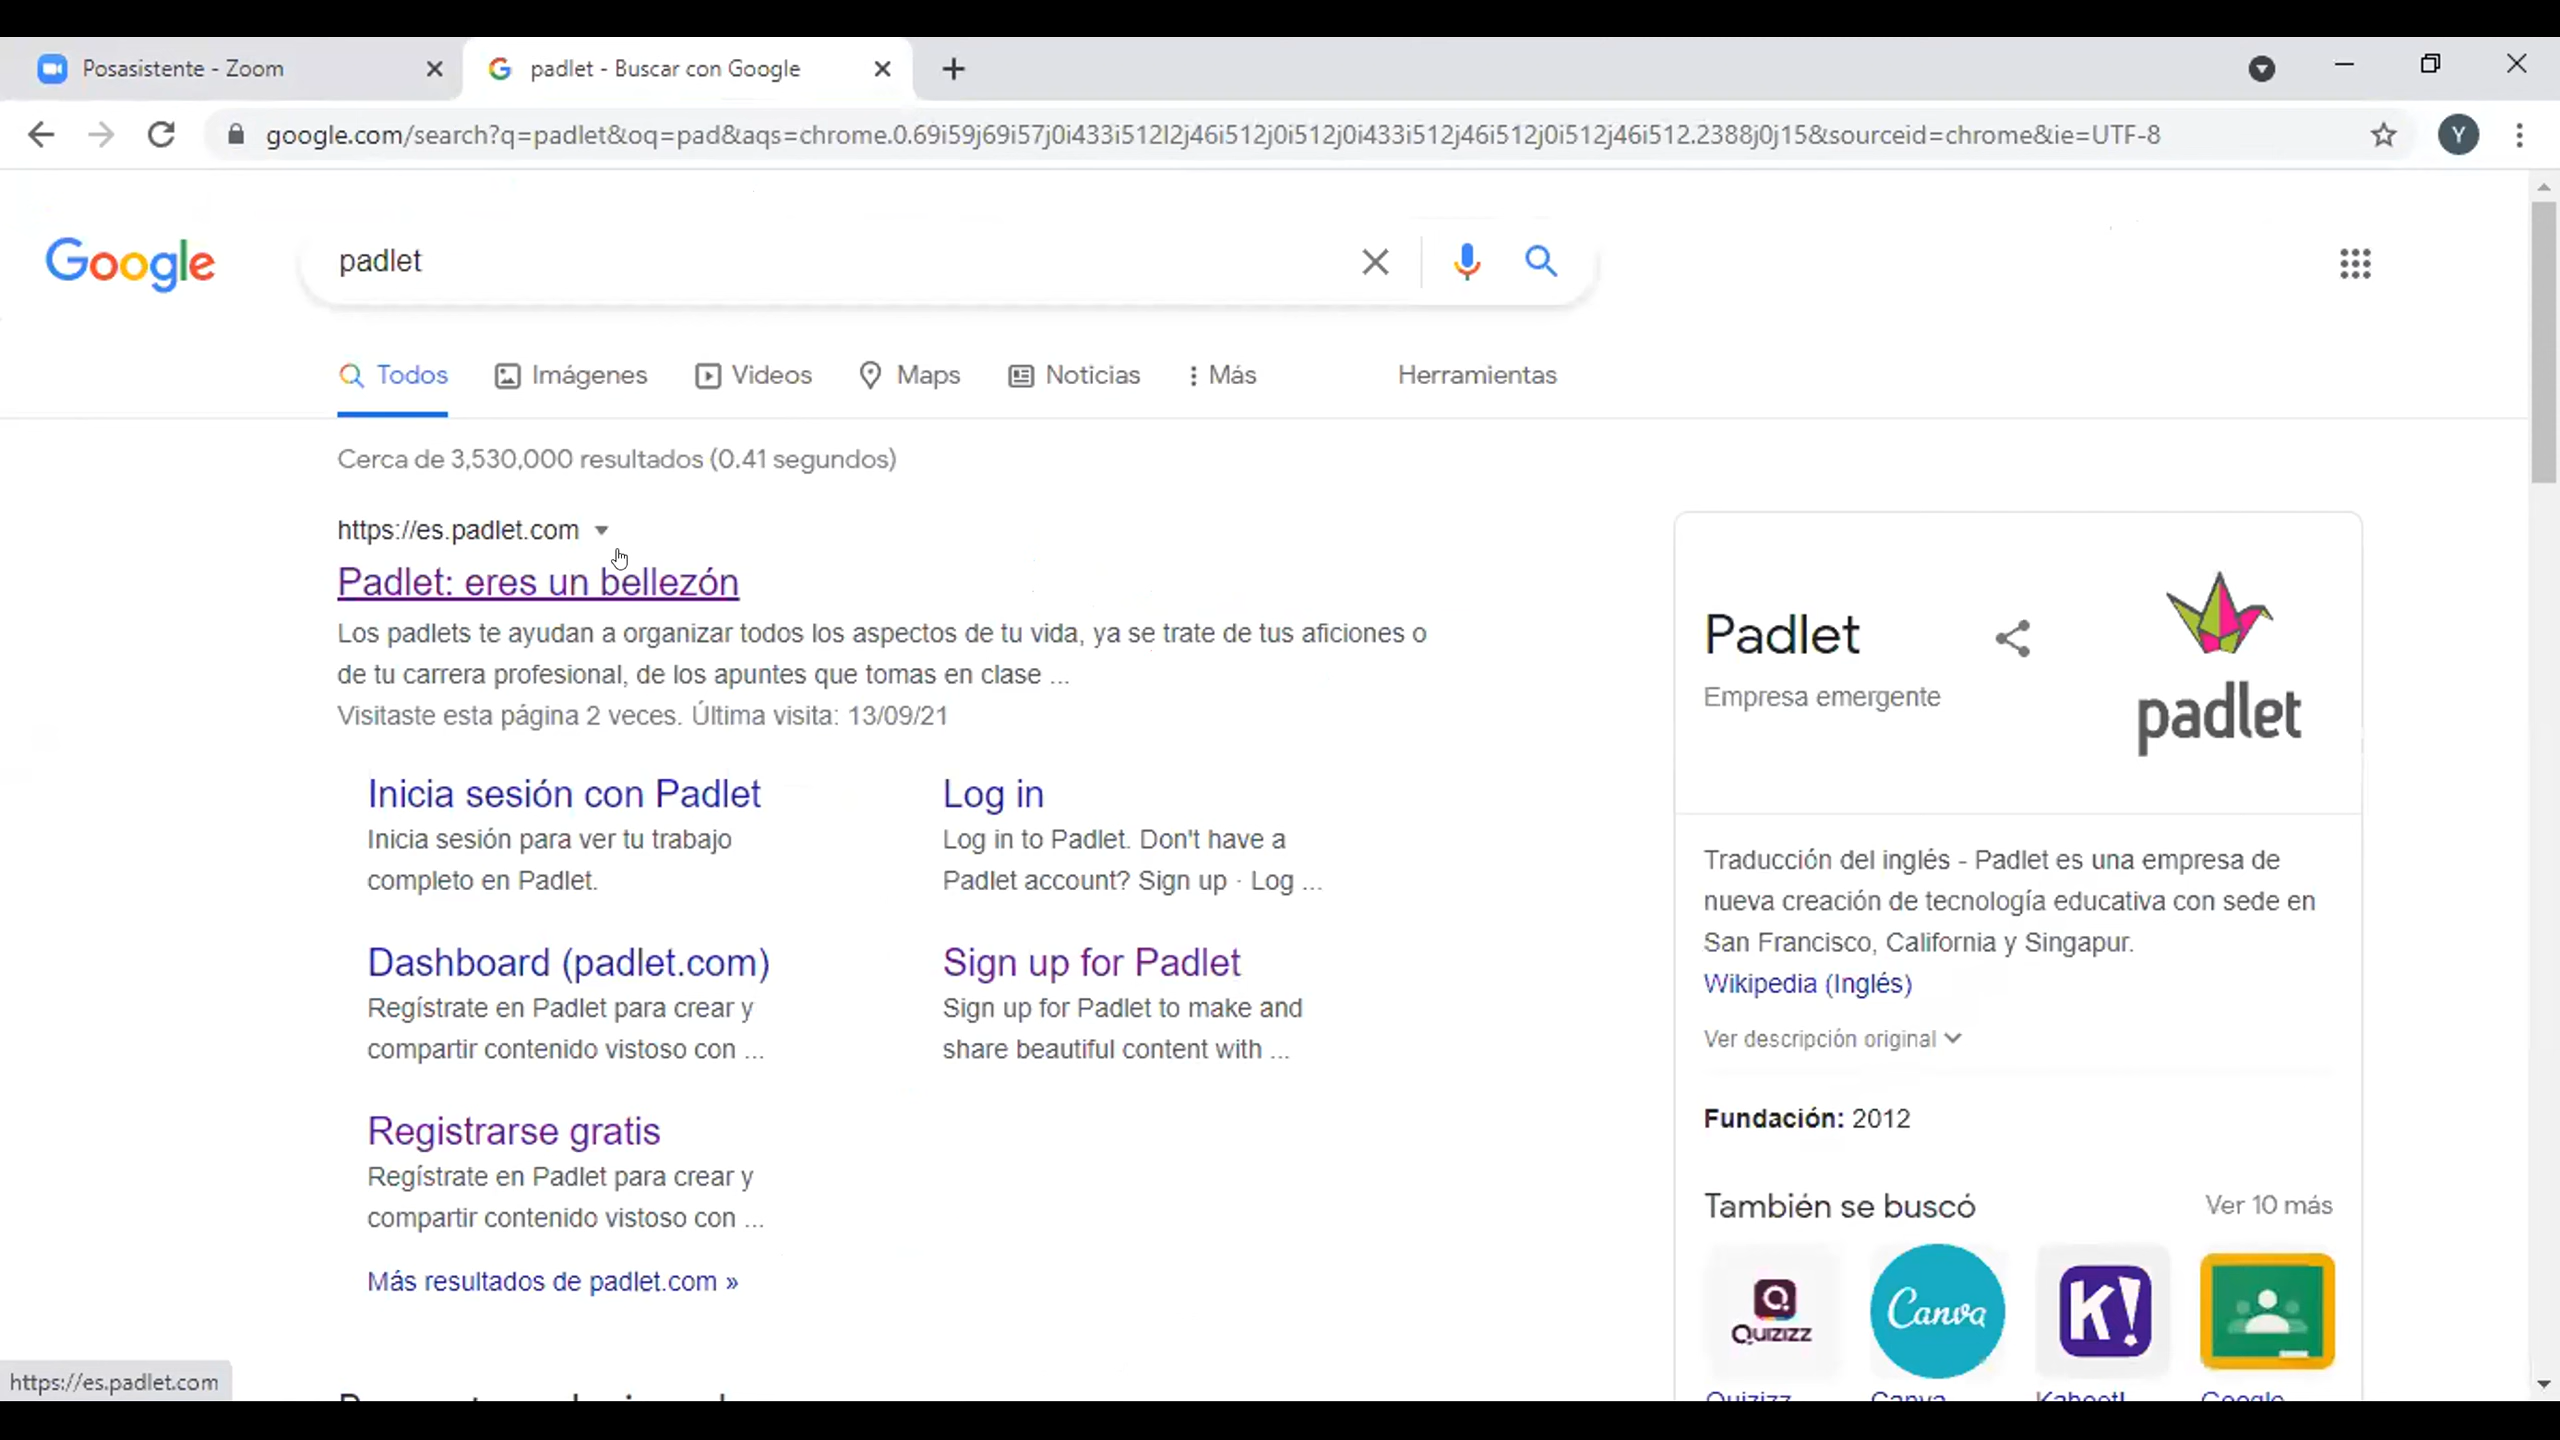 Posasistente - Zoom
padlet - Buscar con Google
google.com/search?q=padlet&oq=pad&aqs=chrome.0.69i59j69i57j0i433i512l2j46i512j0i512j0i433i512j46i512j0i512j46i512.2388j0j15&sourceid=chrome&ie=UTF-8
Y
Google
padlet
Todos
Imágenes
Videos
Maps
Noticias
Más
Herramientas
Cerca de 3,530,000 resultados (0.41 segundos)
https://es.padlet.com
Padlet: eres un bellezón
Los padlets te ayudan a organizar todos los aspectos de tu vida, ya se trate de tus aficiones o
de tu carrera profesional, de los apuntes que tomas en clase ...
Visitaste esta página 2 veces. Última visita: 13/09/21
Inicia sesión con Padlet
Inicia sesión para ver tu trabajo
completo en Padlet.
Log in
Log in to Padlet. Don't have a
Padlet account? Sign up · Log ...
Dashboard (padlet.com)
Regístrate en Padlet para crear y
compartir contenido vistoso con ...
Sign up for Padlet
Sign up for Padlet to make and
share beautiful content with ...
Registrarse gratis
Regístrate en Padlet para crear y
compartir contenido vistoso con ...
Más resultados de padlet.com »
Padlet
Empresa emergente
padlet
Traducción del inglés - Padlet es una empresa de
nueva creación de tecnología educativa con sede en
San Francisco, California y Singapur.
Wikipedia (Inglés)
Ver descripción original
Fundación: 2012
También se buscó
Ver 10 más
Quizizz
Canva
K!
Quizizz
Canva
Kahoot!
Google
https://es.padlet.com